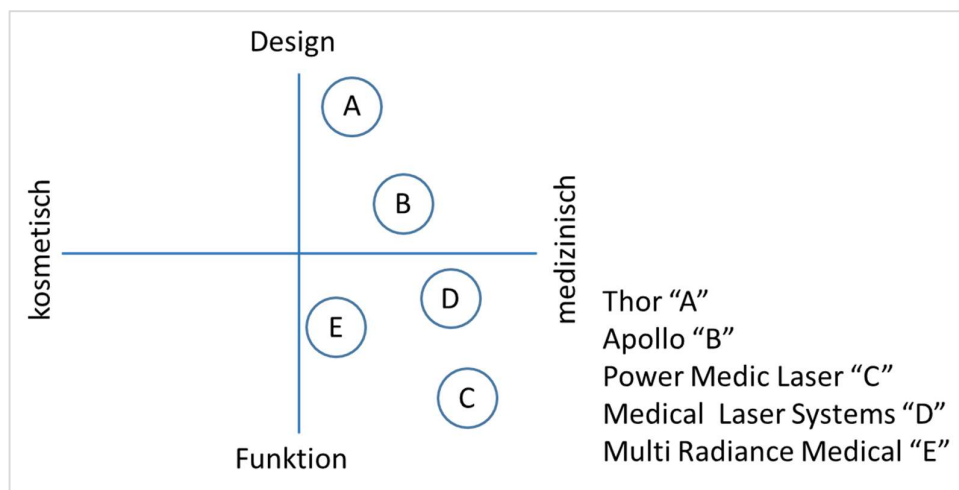 Design
A
B
kosmetisch
medizinisch
D
E
C
Funktion
Thor “A”
Apollo “B”
Power Medic Laser “C”
Medical Laser Systems “D”
Multi Radiance Medical “E”